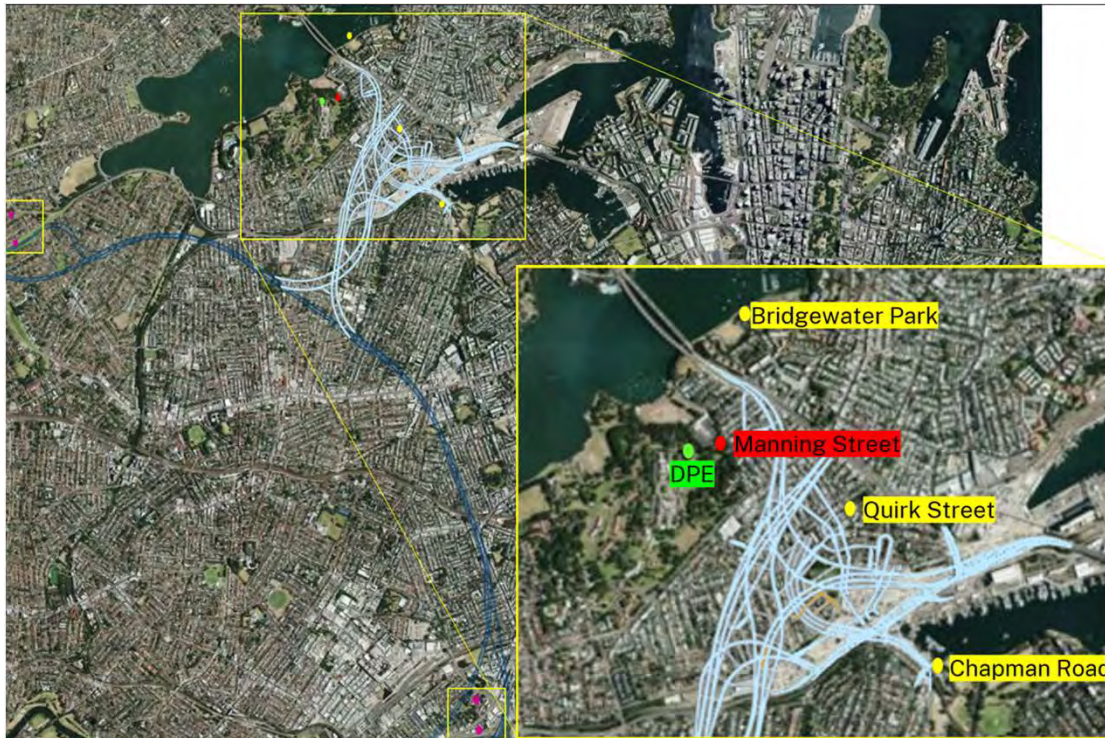 Bridgewater Park
Manning Street
DPE
Quirk Street
Chapman Road